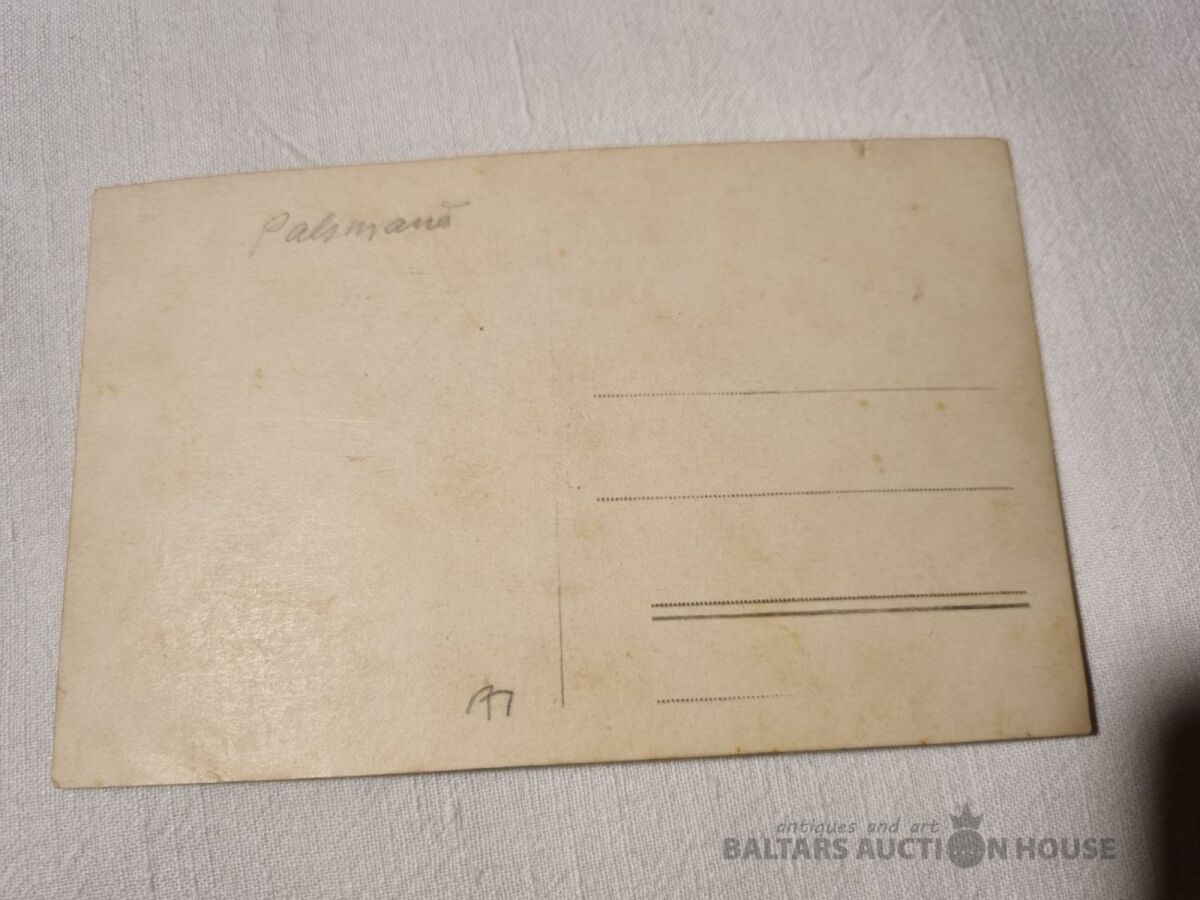 Palsmanē
antiques and art
BALTARS AUCTION HOUSE